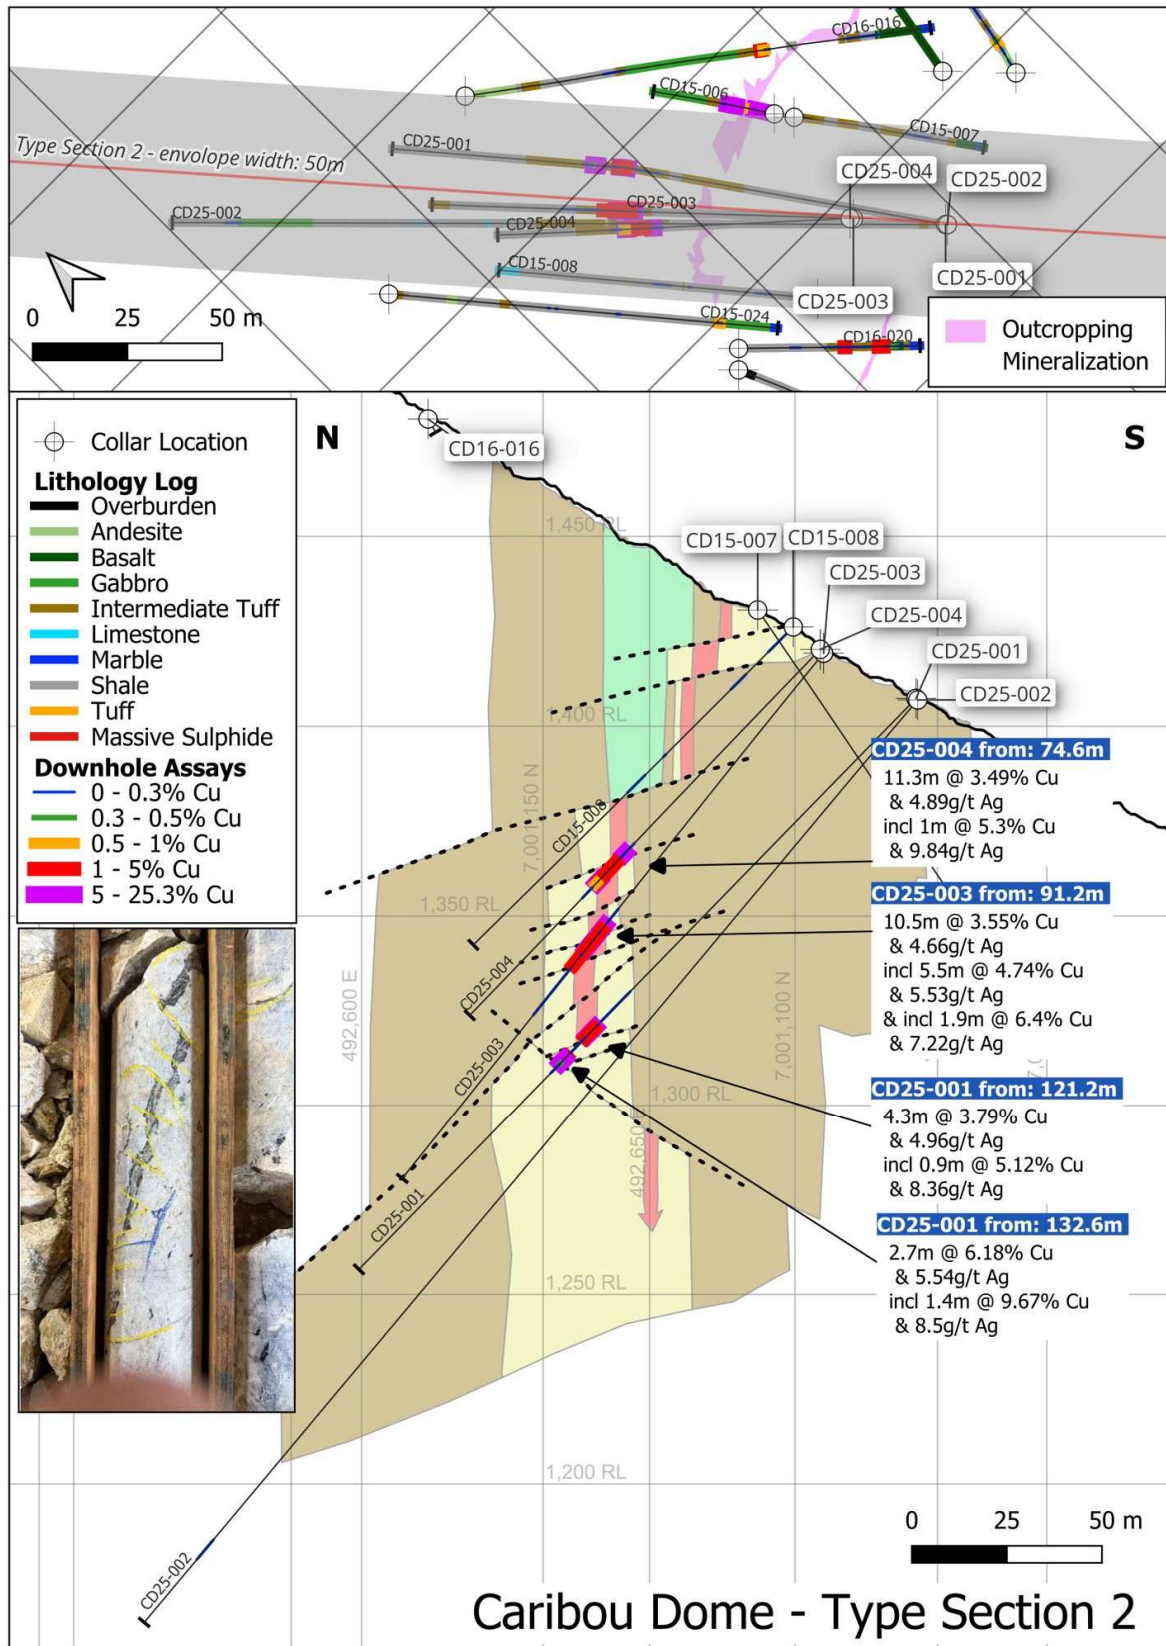 CD16-016
CD15-006
CD15-007
CD25-001
Type Section 2 - envolope width: 50m
CD25-004
CD25-002
CD25-003
CD25-002
CD25-004
CD15-008
CD25-001
CD25-003
CD15-024
CD16-020
0 25 50 m
Outcropping
Mineralization
Collar Location
Lithology Log
Overburden
Andesite
Basalt
Gabbro
Intermediate Tuff
Limestone
Marble
Shale
Tuff
Massive Sulphide
Downhole Assays
0 - 0.3% Cu
0.3 - 0.5% Cu
0.5 - 1% Cu
1 - 5% Cu
5 - 25.3% Cu
N
S
CD16-016
1,450 RL
CD15-007
CD15-008
CD25-003
CD25-004
CD25-001
CD25-002
1,400 RL
7,001,150 N
CD15-008
1,350 RL
492,600 E
CD25-004
CD25-003
7,001,100 N
1,300 RL
492,650 E
CD25-001
1,250 RL
1,200 RL
CD25-002
CD25-004 from: 74.6m
11.3m @ 3.49% Cu
& 4.89g/t Ag
incl 1m @ 5.3% Cu
& 9.84g/t Ag
CD25-003 from: 91.2m
10.5m @ 3.55% Cu
& 4.66g/t Ag
incl 5.5m @ 4.74% Cu
& 5.53g/t Ag
& incl 1.9m @ 6.4% Cu
& 7.22g/t Ag
CD25-001 from: 121.2m
4.3m @ 3.79% Cu
& 4.96g/t Ag
incl 0.9m @ 5.12% Cu
& 8.36g/t Ag
CD25-001 from: 132.6m
2.7m @ 6.18% Cu
& 5.54g/t Ag
incl 1.4m @ 9.67% Cu
& 8.5g/t Ag
0 25 50 m
Caribou Dome - Type Section 2